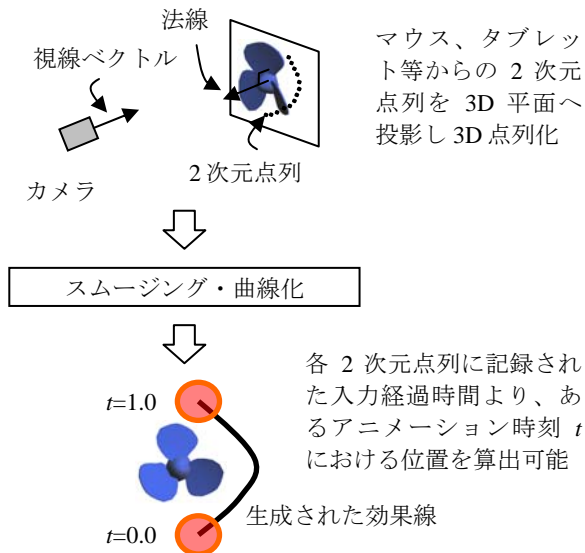 法線
視線ベクトル
カメラ
2 次元点列
マウス、タブレッ
ト等からの 2 次元
点列を 3D 平面へ
投影し 3D 点列化
スムージング・曲線化
t=1.0
t=0.0
各 2 次元点列に記録され
た入力経過時間より、あ
るアニメーション時刻 t
における位置を算出可能
生成された効果線